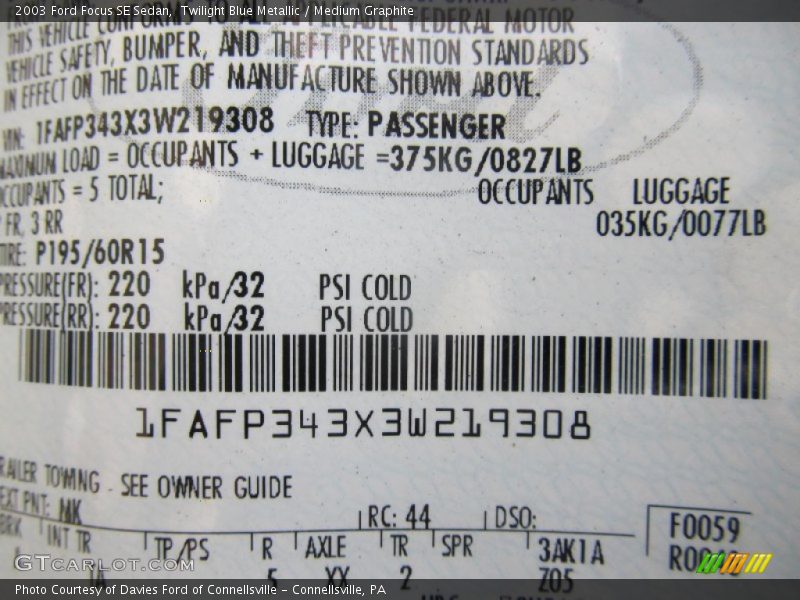 2003 Ford Focus SE Sedan, Twilight Blue Metallic / Medium Graphite
THIS VEHICLE CONFORMS TO ALL APPLICABLE FEDERAL MOTOR
VEHICLE SAFETY, BUMPER, AND THEFT PREVENTION STANDARDS
IN EFFECT ON THE DATE OF MANUFACTURE SHOWN ABOVE.
VIN: 1FAFP343X3W219308 TYPE: PASSENGER
MAXIMUM LOAD = OCCUPANTS + LUGGAGE =375KG/0827LB
OCCUPANTS = 5 TOTAL; OCCUPANTS LUGGAGE
FR, 3 RR 035KG/0077LB
TIRE: P195/60R15
PRESSURE(FR): 220 kPa/32 PSI COLD
PRESSURE(RR): 220 kPa/32 PSI COLD
1FAFP343X3W219308
TRAILER TOWING - SEE OWNER GUIDE
EXT PNT: MK RC: 44 DSO: F0059
BRK INT TR TP/PS R AXLE TR SPR 3AK1A
5 XX 2 Z05
GTCarLot.com
Photo Courtesy of Davies Ford of Connellsville - Connellsville, PA